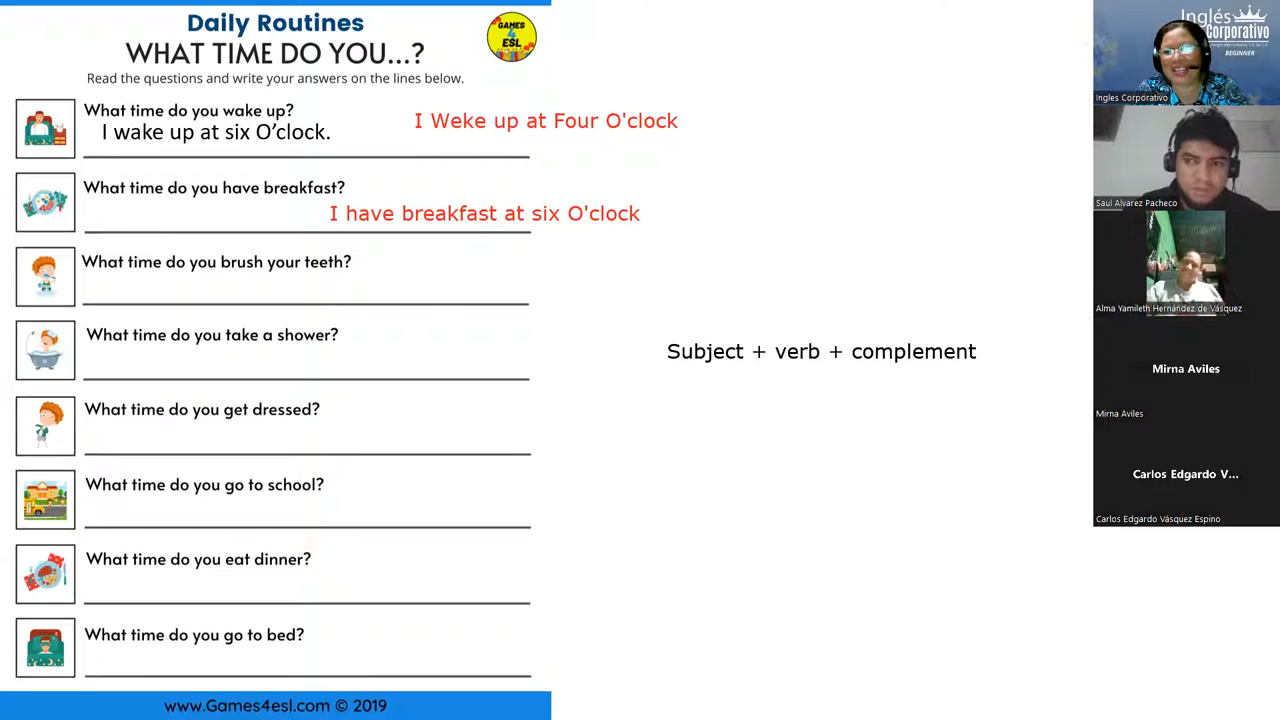 Daily Routines
WHAT TIME DO YOU...?
GAMES
4
ESL
Read the questions and write your answers on the lines below.
What time do you wake up?
I wake up at six O’clock.
I Weke up at Four O'clock
What time do you have breakfast?
I have breakfast at six O'clock
What time do you brush your teeth?
What time do you take a shower?
Subject + verb + complement
What time do you get dressed?
What time do you go to school?
What time do you eat dinner?
What time do you go to bed?
www.Games4esl.com © 2019
Inglés
Corporativo
BEGINNER
Ingles Corporativo
Saul Alvarez Pacheco
Alma Yamileth Hernández de Vásquez
Mirna Aviles
Mirna Aviles
Carlos Edgardo V...
Carlos Edgardo Vásquez Espino